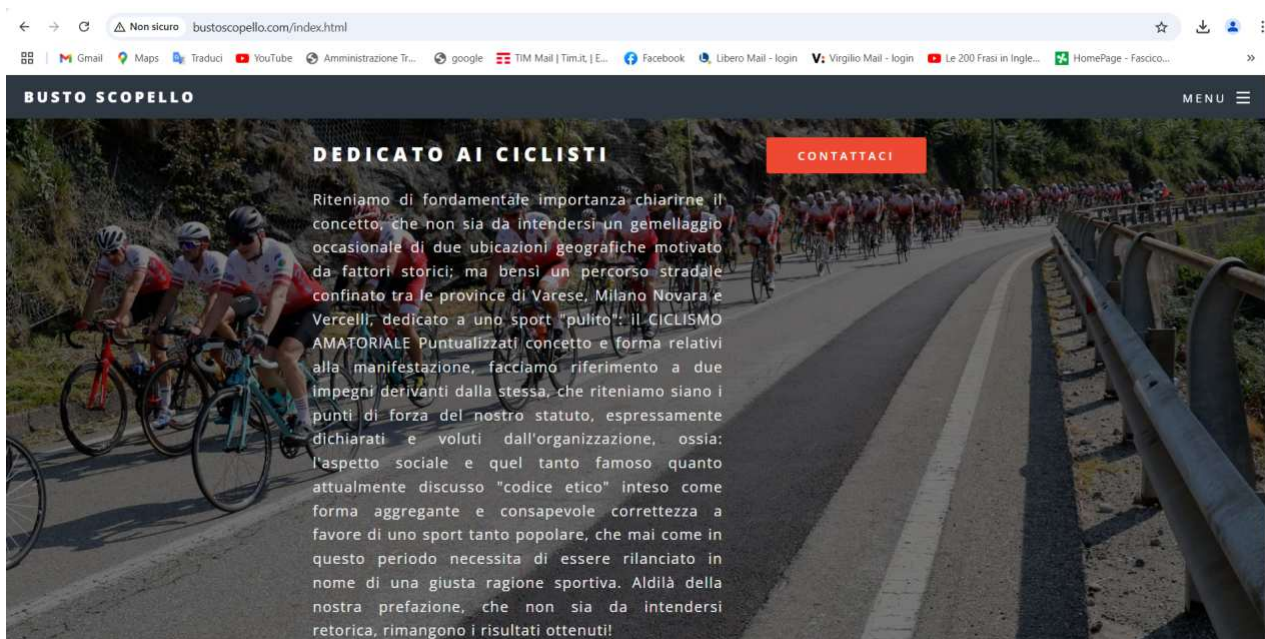 Non sicuro bustoscopello.com/index.html
Gmail Maps Traduci YouTube Amministrazione Tr... google TIM Mail | Tim.it, | E... Facebook Libero Mail - login Virgilio Mail - login Le 200 Frasi in Ingle... HomePage - Fascico... »
BUSTO SCOPELLO
MENU
DEDICATO AI CICLISTI
CONTATTACI
Riteniamo di fondamentale importanza chiarirne il
concetto, che non sia da intendersi un gemellaggio
occasionale di due ubicazioni geografiche motivato
da fattori storici; ma bensì un percorso stradale
confinato tra le province di Varese, Milano Novara e
Vercelli, dedicato a uno sport "pulito": il CICLISMO
AMATORIALE Puntualizzati concetto e forma relativi
alla manifestazione, facciamo riferimento a due
impegni derivanti dalla stessa, che riteniamo siano i
punti di forza del nostro statuto, espressamente
dichiarati e voluti dall'organizzazione, ossia:
l'aspetto sociale e quel tanto famoso quanto
attualmente discusso "codice etico" inteso come
forma aggregante e consapevole correttezza a
favore di uno sport tanto popolare, che mai come in
questo periodo necessita di essere rilanciato in
nome di una giusta ragione sportiva. Aldilà della
nostra prefazione, che non sia da intendersi
retorica, rimangono i risultati ottenuti!